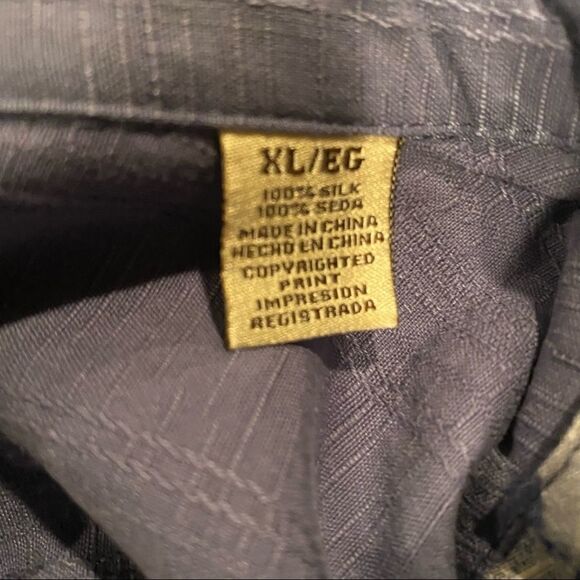 XL/EG
100% SILK
100% SEDA
MADE IN CHINA
HECHO EN CHINA
COPYRIGHTED
PRINT
IMPRESION
REGISTRADA